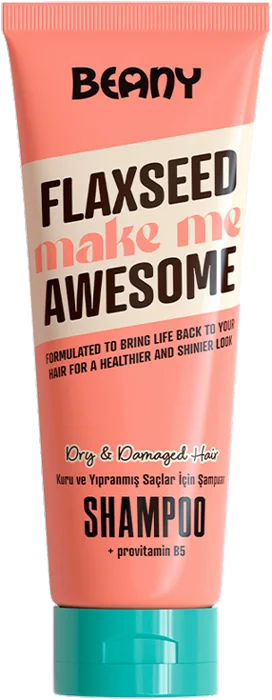 BEANY
FLAXSEED
make me
AWESOME
FORMULATED TO BRING LIFE BACK TO YOUR
HAIR FOR A HEALTHIER AND SHINIER LOOK
Dry & Damaged Hair
Kuru ve Yıpranmış Saçlar İçin Şampuan
SHAMPOO
+ provitamin B5